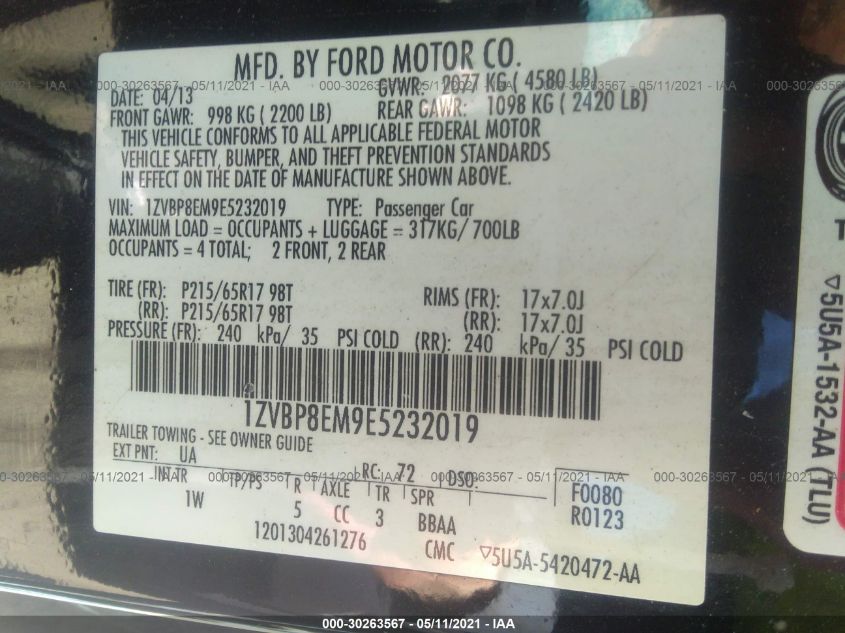 MFD. BY FORD MOTOR CO.
DATE: 04/13 GVWR: 2077 KG ( 4580 LB)
FRONT GAWR: 998 KG ( 2200 LB) REAR GAWR: 1098 KG ( 2420 LB)
THIS VEHICLE CONFORMS TO ALL APPLICABLE FEDERAL MOTOR
VEHICLE SAFETY, BUMPER, AND THEFT PREVENTION STANDARDS
IN EFFECT ON THE DATE OF MANUFACTURE SHOWN ABOVE.
VIN: 1ZVBP8EM9E5232019 TYPE: Passenger Car
MAXIMUM LOAD = OCCUPANTS + LUGGAGE = 317KG/ 700LB
OCCUPANTS = 4 TOTAL; 2 FRONT, 2 REAR
TIRE (FR): P215/65R17 98T RIMS (FR): 17x7.0J
(RR): P215/65R17 98T (RR): 17x7.0J
PRESSURE (FR): 240 kPa/ 35 PSI COLD (RR): 240 kPa/ 35 PSI COLD
1ZVBP8EM9E5232019
TRAILER TOWING - SEE OWNER GUIDE
EXT PNT: UA RC: 72 DSO:
INT TR TP/PS R AXLE TR SPR F0080
1W 5 CC 3 BBAA R0123
1201304261276 CMC ▽5U5A-5420472-AA
▽5U5A-1532-AA (TLU)
000-30263567 - 05/11/2021 - IAA